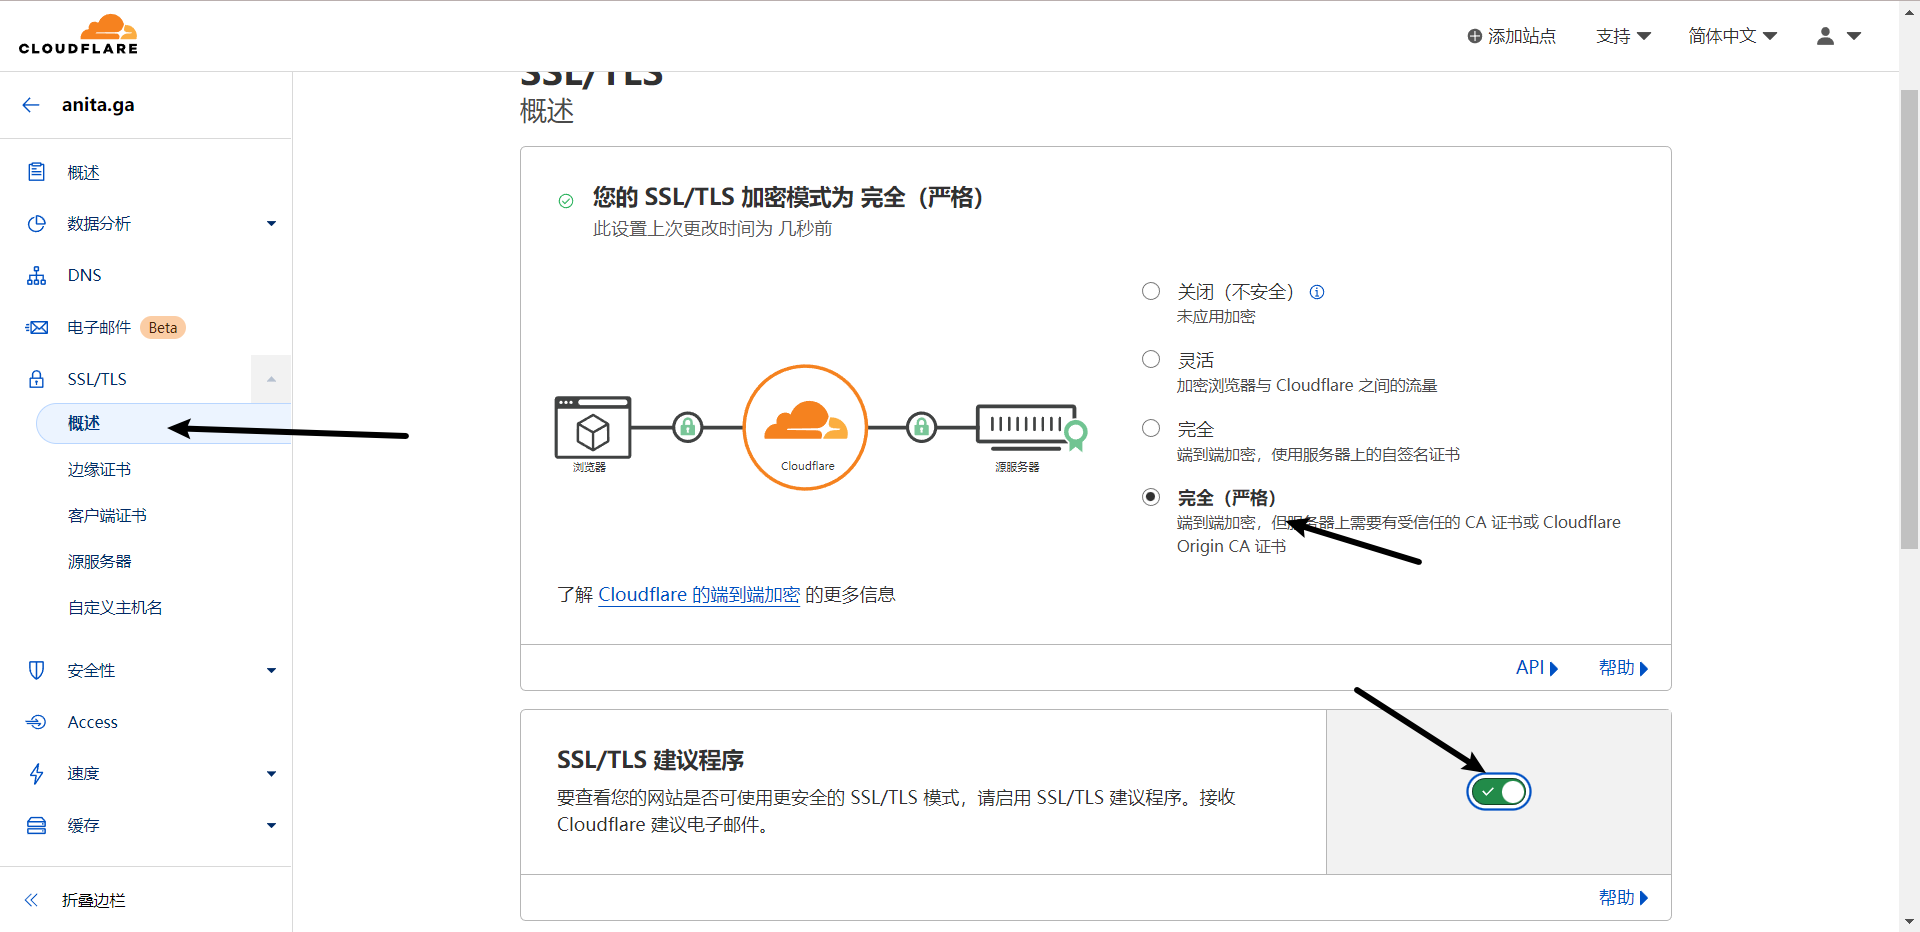 CLOUDFLARE
添加站点
支持
简体中文
anita.ga
概述
数据分析
DNS
电子邮件 Beta
SSL/TLS
概述
边缘证书
客户端证书
源服务器
自定义主机名
安全性
Access
速度
缓存
折叠边栏
SSL/TLS
概述
您的 SSL/TLS 加密模式为 完全（严格）
此设置上次更改时间为 几秒前
浏览器
Cloudflare
源服务器
关闭（不安全）
未应用加密
灵活
加密浏览器与 Cloudflare 之间的流量
完全
端到端加密，使用服务器上的自签名证书
完全（严格）
端到端加密，但服务器上需要有受信任的 CA 证书或 Cloudflare
Origin CA 证书
了解 Cloudflare 的端到端加密 的更多信息
API
帮助
SSL/TLS 建议程序
要查看您的网站是否可使用更安全的 SSL/TLS 模式，请启用 SSL/TLS 建议程序。接收
Cloudflare 建议电子邮件。
帮助